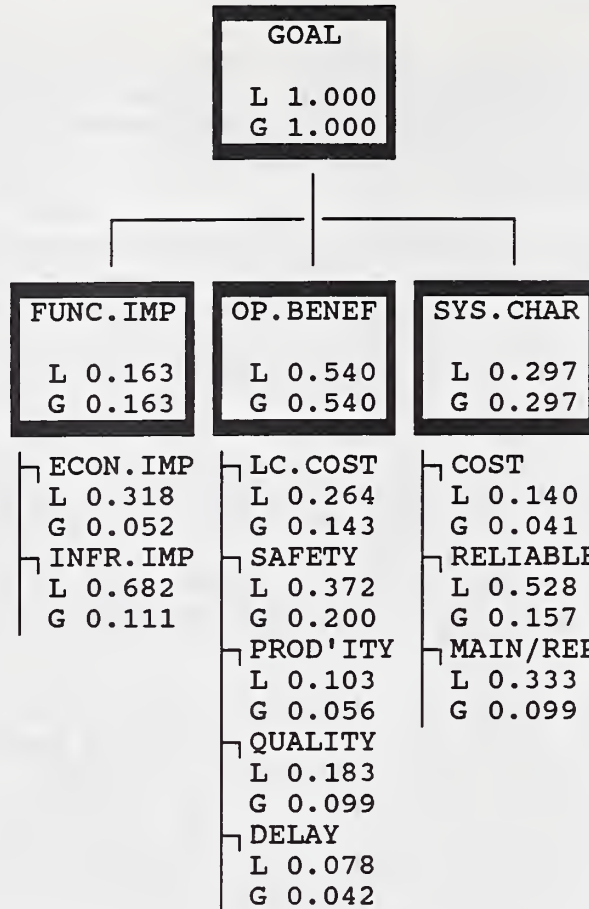 GOAL
L 1.000
G 1.000
FUNC.IMP
L 0.163
G 0.163
ECON.IMP
L 0.318
G 0.052
INFR.IMP
L 0.682
G 0.111
OP.BENEF
L 0.540
G 0.540
LC.COST
L 0.264
G 0.143
SAFETY
L 0.372
G 0.200
PROD'ITY
L 0.103
G 0.056
QUALITY
L 0.183
G 0.099
DELAY
L 0.078
G 0.042
SYS.CHAR
L 0.297
G 0.297
COST
L 0.140
G 0.041
RELIABLE
L 0.528
G 0.157
MAIN/REP
L 0.333
G 0.099